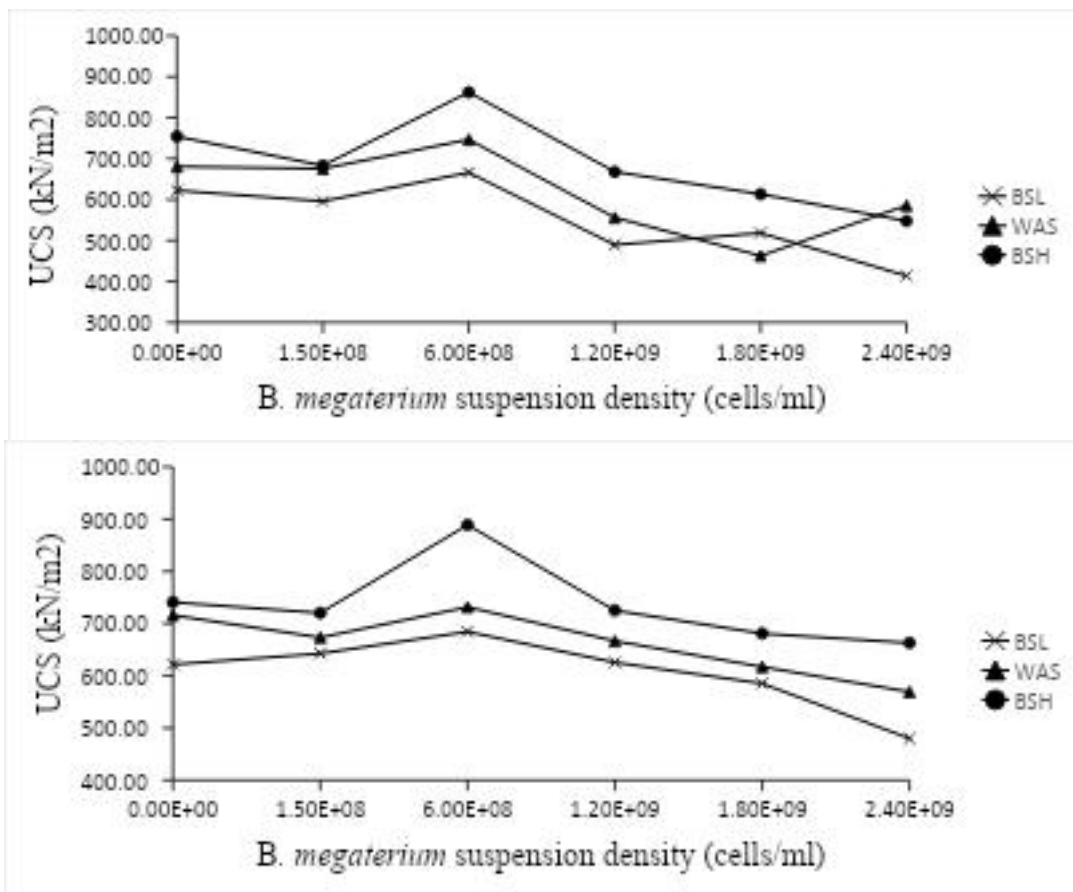 1000.00
900.00
800.00
700.00
600.00
500.00
400.00
300.00
UCS (kN/m2)
0.00E+00 1.50E+08 6.00E+08 1.20E+09 1.80E+09 2.40E+09
B. megaterium suspension density (cells/ml)
BSL
WAS
BSH
1000.00
900.00
800.00
700.00
600.00
500.00
400.00
UCS (kN/m2)
0.00E+00 1.50E+08 6.00E+08 1.20E+09 1.80E+09 2.40E+09
B. megaterium suspension density (cells/ml)
BSL
WAS
BSH